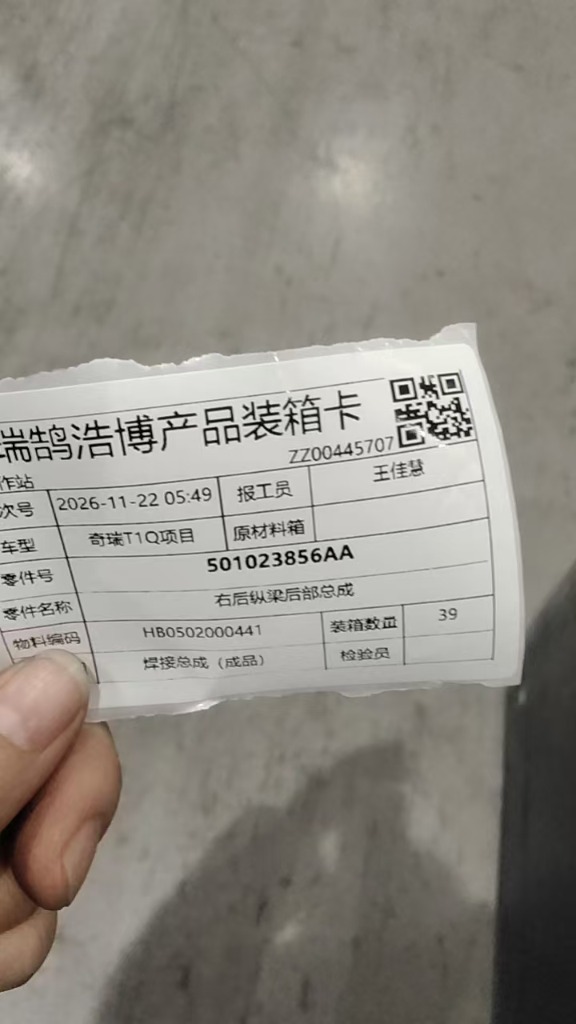 瑞鹄浩博产品装箱卡
ZZ00445707
作站
次号 2026-11-22 05:49 报工员 王佳慧
车型 奇瑞T1Q项目 原材料箱
零件号 501023856AA
零件名称 右后纵梁后部总成
物料编码 HB0502000441 装箱数量 39
焊接总成（成品） 检验员